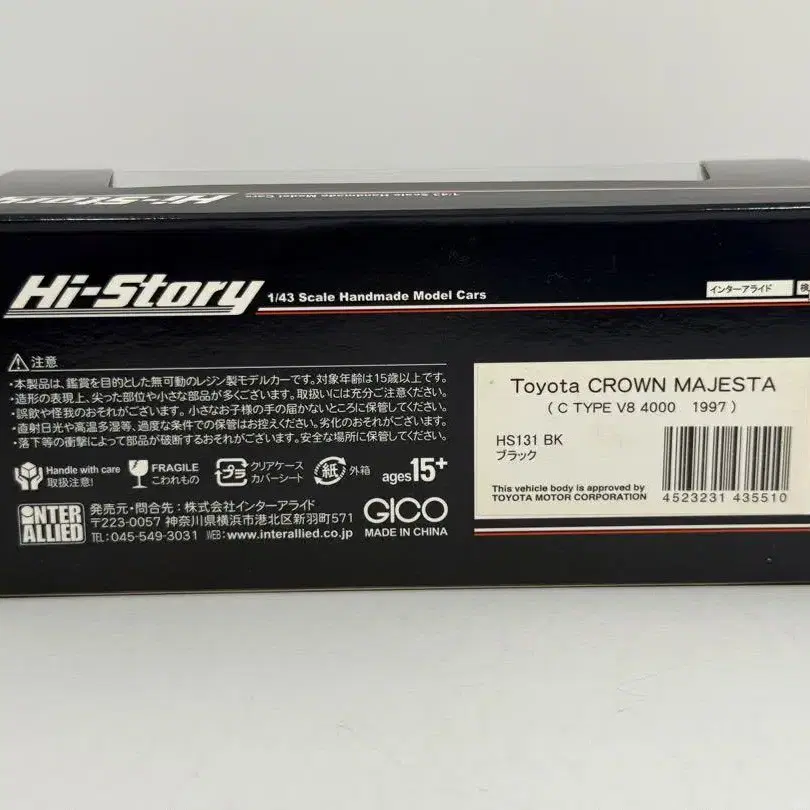 Hi-Story
1/43 Scale Handmade Model Cars
Hi-Story
1/43 Scale Handmade Model Cars
インターアライド
検
注意
・本製品は、鑑賞を目的とした無可動のレジン製モデルカーです。対象年齢は15歳以上です。
・造形の表現上、尖った部位や小さな部品が多くございます。取扱いには充分ご注意ください。
・誤飲や怪我のおそれがございます。小さなお子様の手の届かないところに保管してください。
・直射日光や高温多湿等、過度な条件での保管はお控えください。劣化のおそれがございます。
・落下等の衝撃によって部品が破断するおそれがございます。安全な場所に保管してください。
Handle with care
取扱注意!
FRAGILE
こわれもの
プラ
クリアケース
カバーシート
紙
外箱
ages15+
INTER
ALLIED
発売元・問合先：株式会社インターアライド
〒223-0057 神奈川県横浜市港北区新羽町571
TEL:045-549-3031 WEB:www.interallied.co.jp
GICO
MADE IN CHINA
Toyota CROWN MAJESTA
( C TYPE V8 4000 1997 )
HS131 BK
ブラック
This vehicle body is approved by
TOYOTA MOTOR CORPORATION
4523231 435510